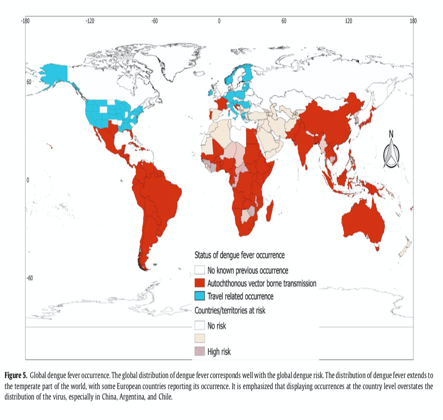 -180 -120 -60 0 60 120 180
60
N
0
-60
Status of dengue fever occurrence
No known previous occurrence
Autochthonous vector borne transmission
Travel related occurrence
Countries/territories at risk
No risk
High risk
Figure 5. Global dengue fever occurrence. The global distribution of dengue fever corresponds well with the global dengue risk. The distribution of dengue fever extends to
the temperate part of the world, with some European countries reporting its occurrence. It is emphasized that displaying occurrences at the country level overstates the
distribution of the virus, especially in China, Argentina, and Chile.